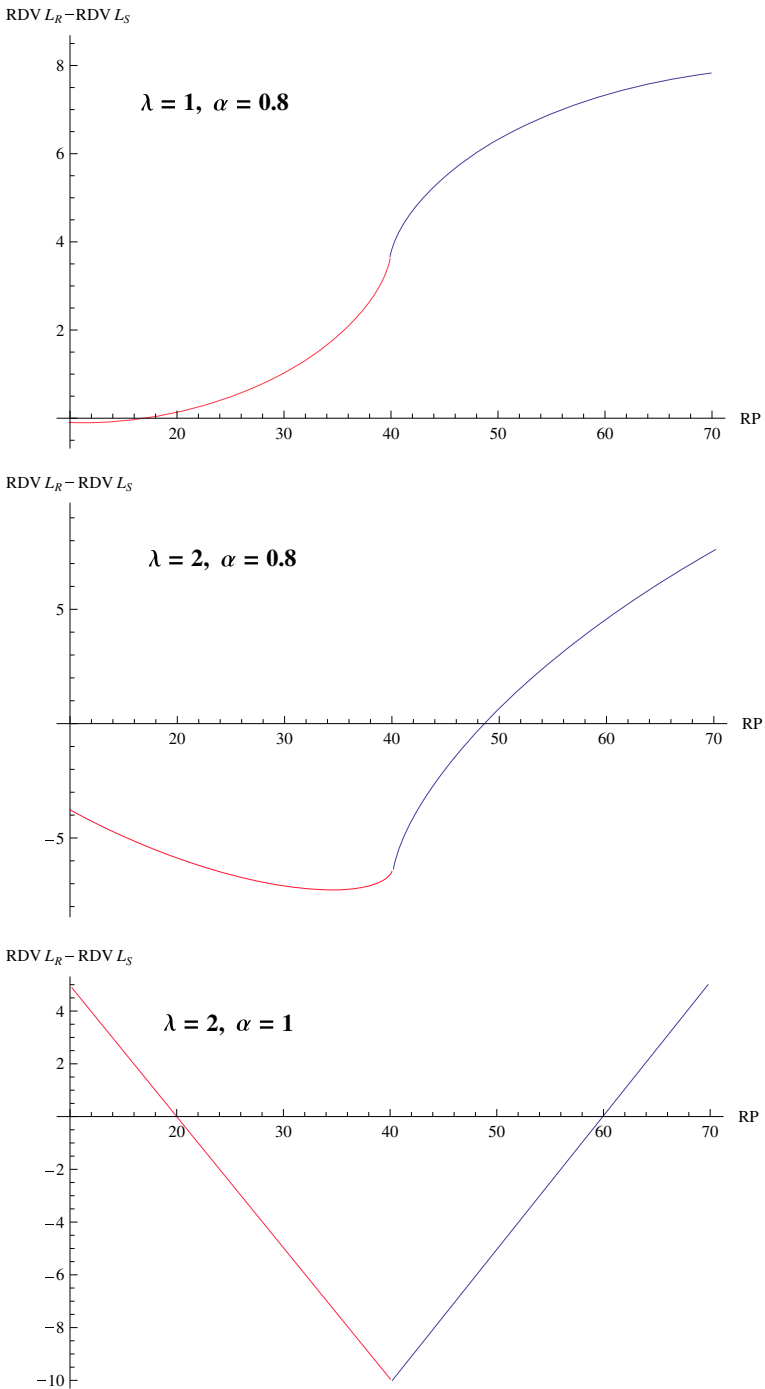 RDV L_R − RDV L_S
8
λ = 1, α = 0.8
6
4
2
20 30 40 50 60 70 RP
RDV L_R − RDV L_S
λ = 2, α = 0.8
5
20 30 40 50 60 70 RP
−5
RDV L_R − RDV L_S
4
λ = 2, α = 1
2
20 30 40 50 60 70 RP
−2
−4
−6
−8
−10